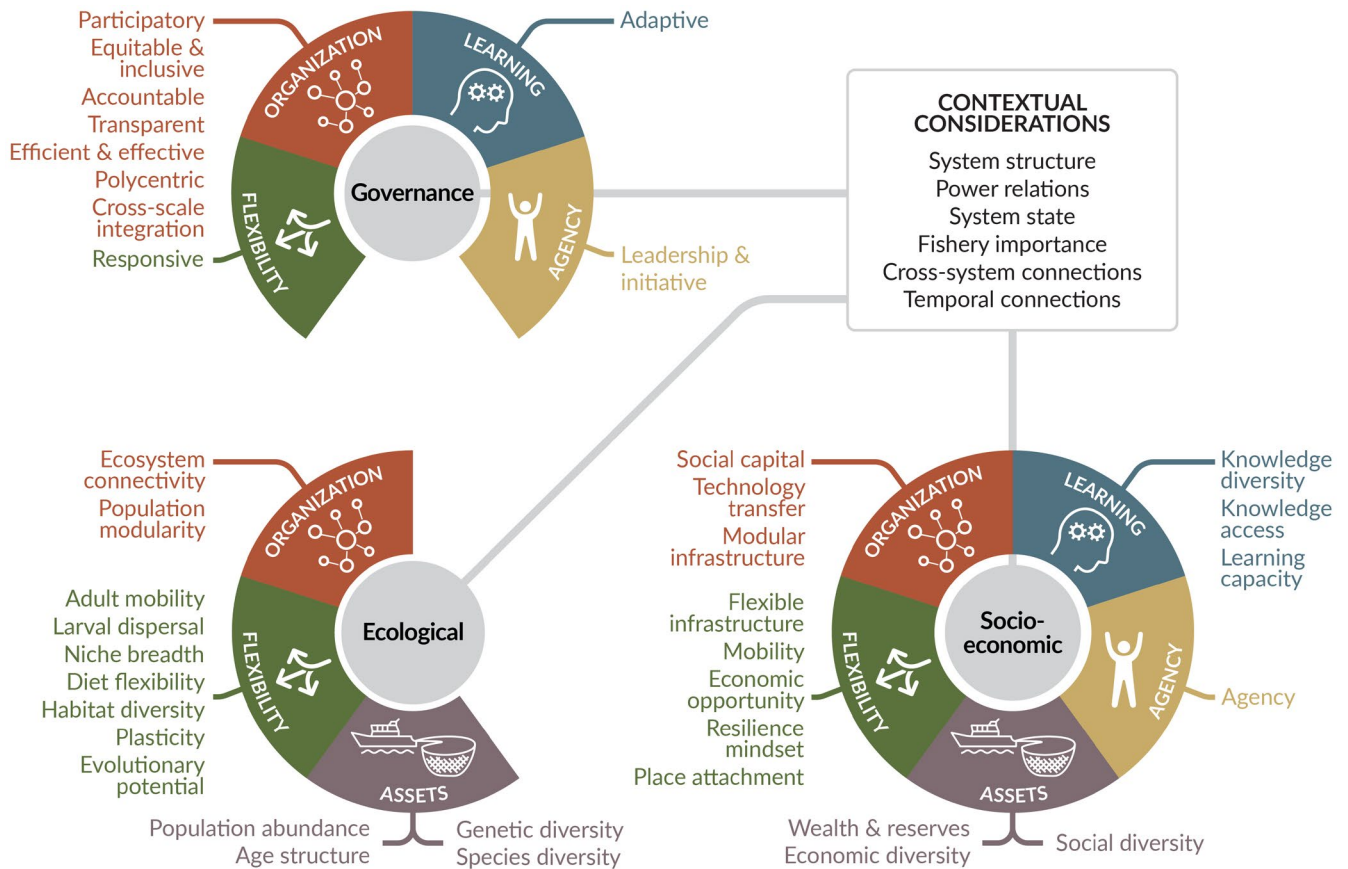 Participatory
Equitable &
inclusive
Accountable
Transparent
Efficient & effective
Polycentric
Cross-scale
integration
Responsive
ORGANIZATION
LEARNING
FLEXIBILITY
AGENCY
Governance
Adaptive
Leadership &
initiative
CONTEXTUAL
CONSIDERATIONS
System structure
Power relations
System state
Fishery importance
Cross-system connections
Temporal connections
Ecosystem
connectivity
Population
modularity
Adult mobility
Larval dispersal
Niche breadth
Diet flexibility
Habitat diversity
Plasticity
Evolutionary
potential
ORGANIZATION
FLEXIBILITY
ASSETS
Ecological
Population abundance
Age structure
Genetic diversity
Species diversity
Social capital
Technology
transfer
Modular
infrastructure
Flexible
infrastructure
Mobility
Economic
opportunity
Resilience
mindset
Place attachment
ORGANIZATION
LEARNING
FLEXIBILITY
AGENCY
ASSETS
Socio-
economic
Knowledge
diversity
Knowledge
access
Learning
capacity
Agency
Wealth & reserves
Economic diversity
Social diversity